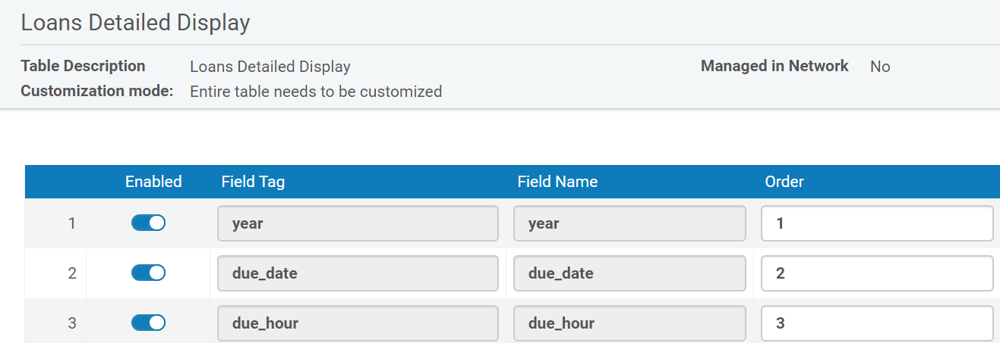 Loans Detailed Display
Table Description Loans Detailed Display Managed in Network No
Customization mode: Entire table needs to be customized
Enabled Field Tag Field Name Order
1 year year 1
2 due_date due_date 2
3 due_hour due_hour 3